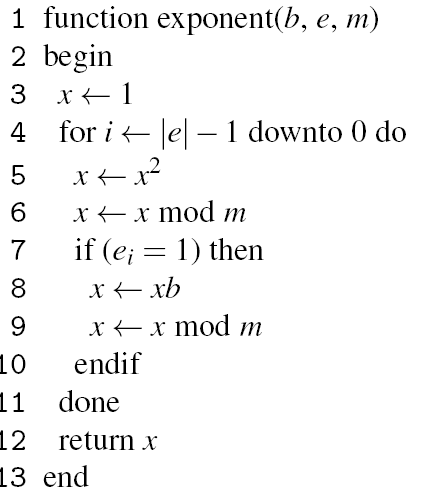 1 function exponent(b, e, m)
2 begin
3 x ← 1
4 for i ← |e| − 1 downto 0 do
5 x ← x²
6 x ← x mod m
7 if (eᵢ = 1) then
8 x ← xb
9 x ← x mod m
10 endif
11 done
12 return x
13 end